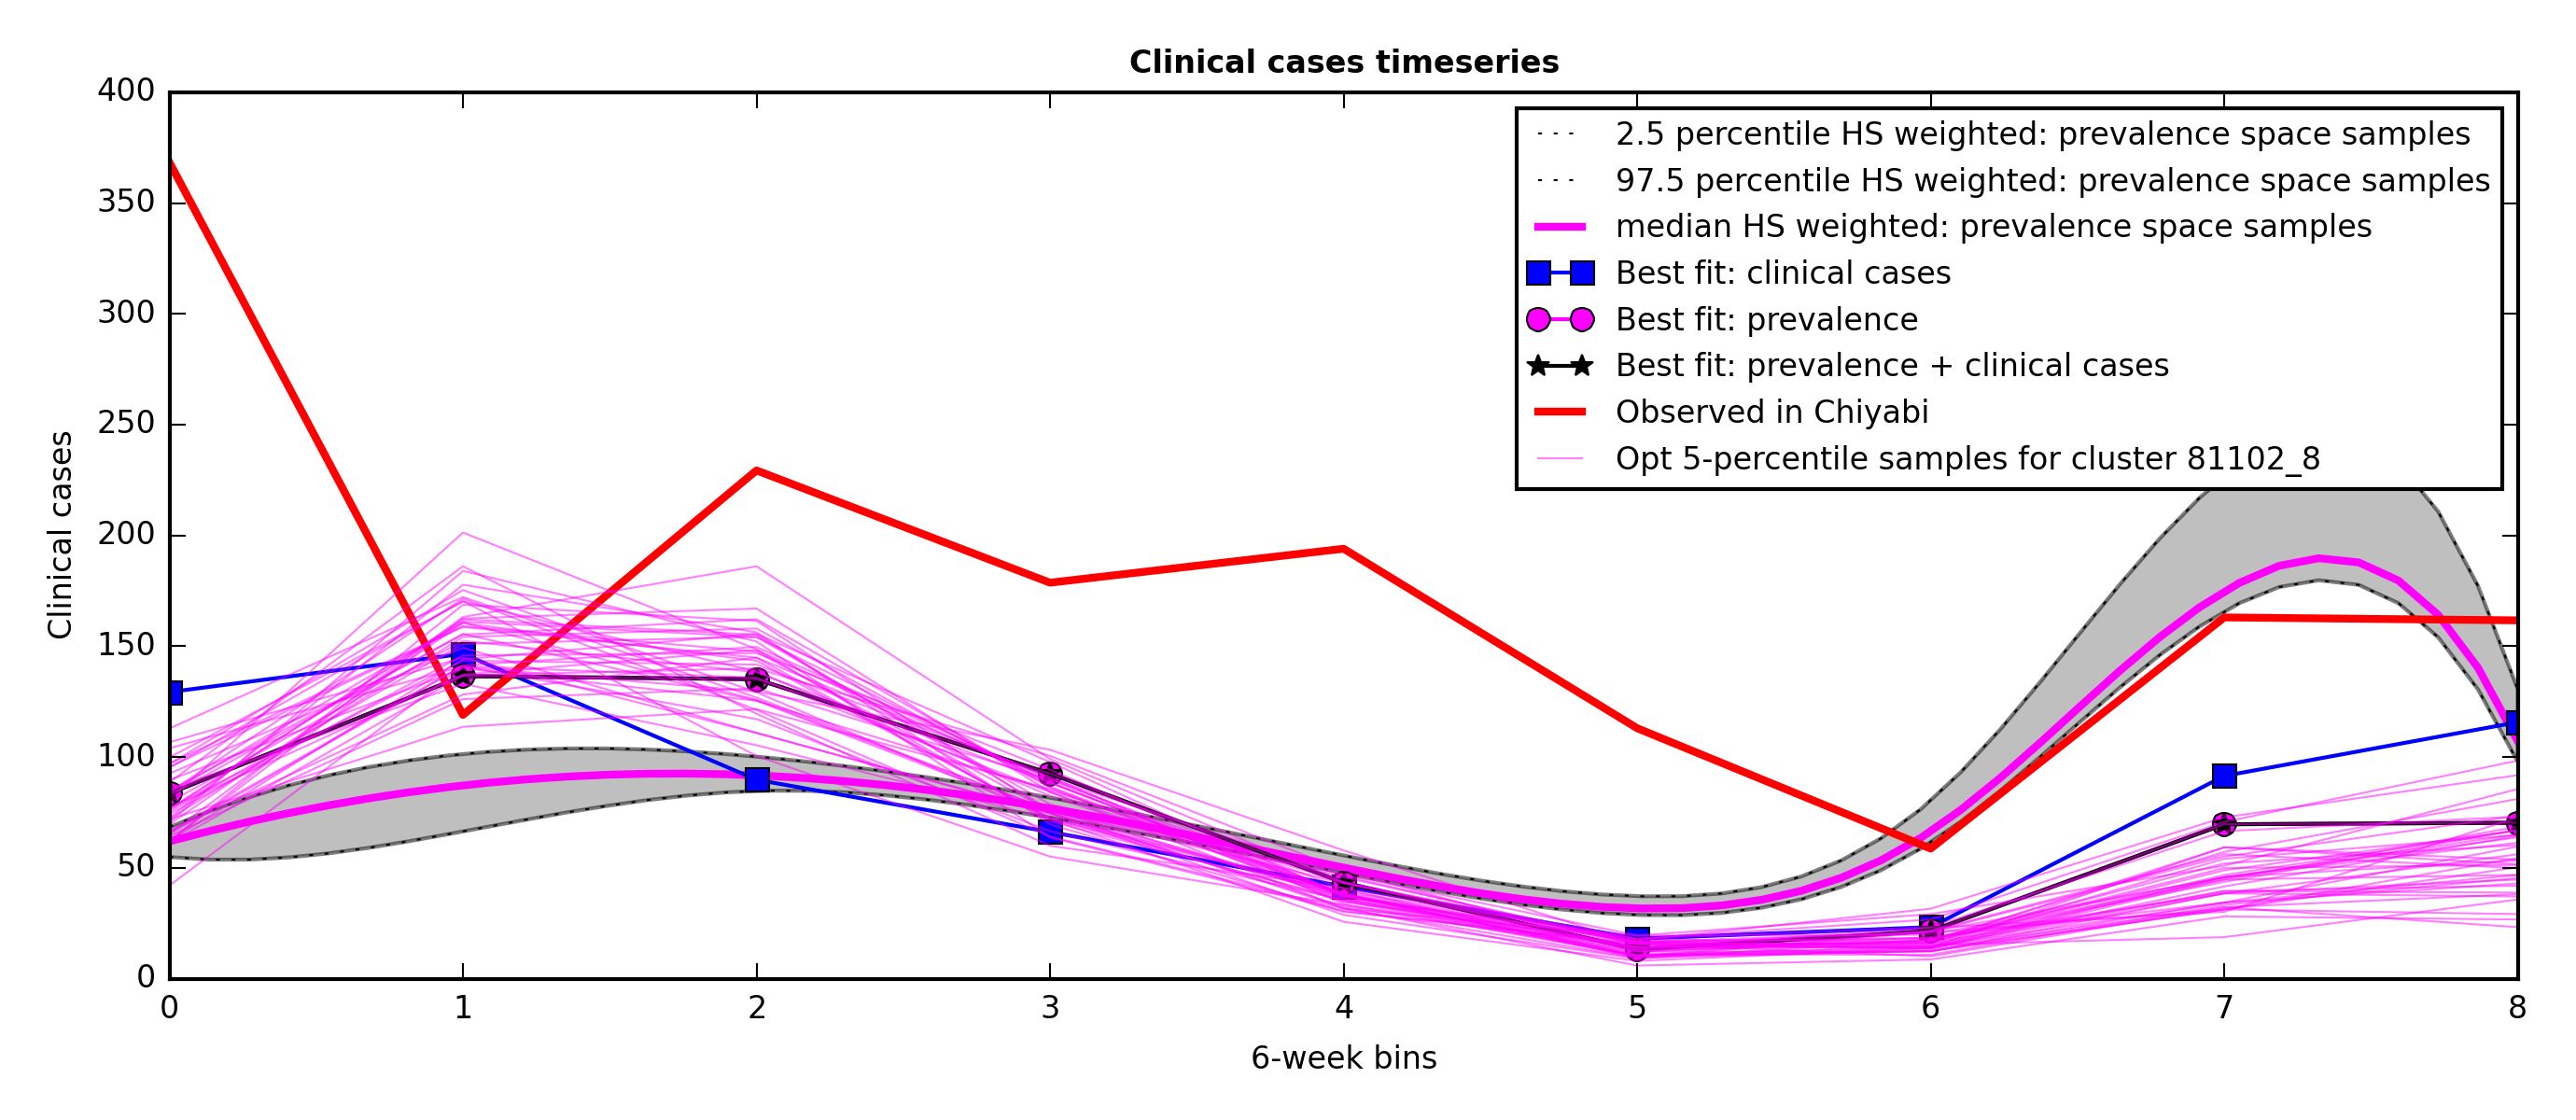 Clinical cases timeseries
400
350
300
250
200
150
100
50
0
Clinical cases
2.5 percentile HS weighted: prevalence space samples
97.5 percentile HS weighted: prevalence space samples
median HS weighted: prevalence space samples
Best fit: clinical cases
Best fit: prevalence
Best fit: prevalence + clinical cases
Observed in Chiyabi
Opt 5-percentile samples for cluster 81102_8
0 1 2 3 4 5 6 7 8
6-week bins